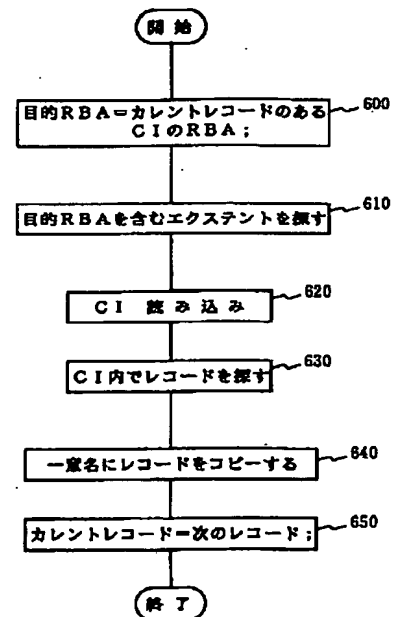 開始
600
目的RBA=カレントレコードのある
CIのRBA;
610
目的RBAを含むエクステントを探す
620
CI 読み込み
630
CI内でレコードを探す
640
一意名にレコードをコピーする
650
カレントレコード=次のレコード;
終了